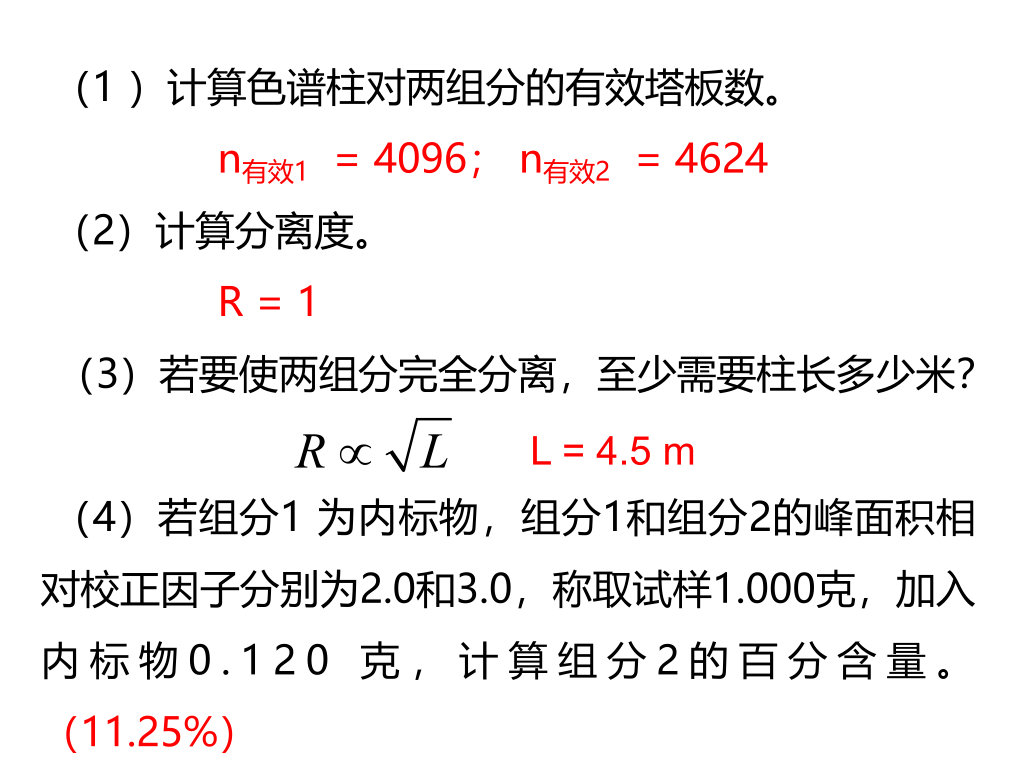 （1 ）计算色谱柱对两组分的有效塔板数。
n有效1 = 4096； n有效2 = 4624
（2）计算分离度。
R = 1
（3）若要使两组分完全分离，至少需要柱长多少米？
R ∝ √L L = 4.5 m
（4）若组分1 为内标物，组分1和组分2的峰面积相
对校正因子分别为2.0和3.0，称取试样1.000克，加入
内标物0.120 克，计算组分2的百分含量。
（11.25%）